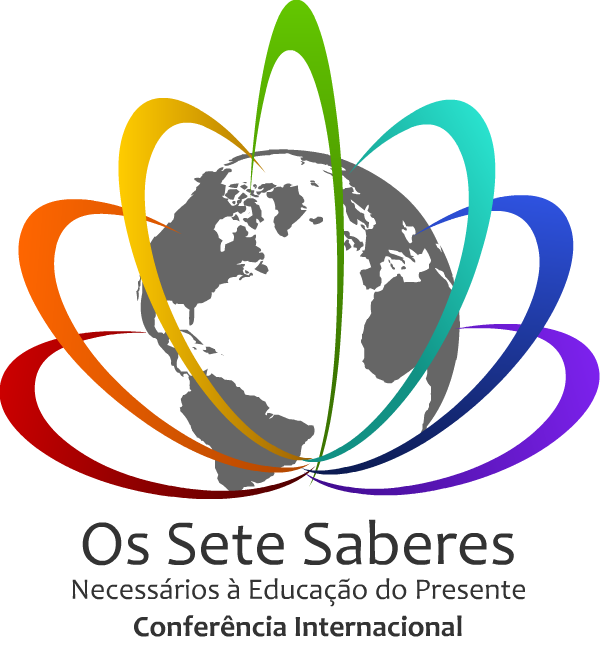 Os Sete Saberes
Necessários à Educação do Presente
Conferência Internacional